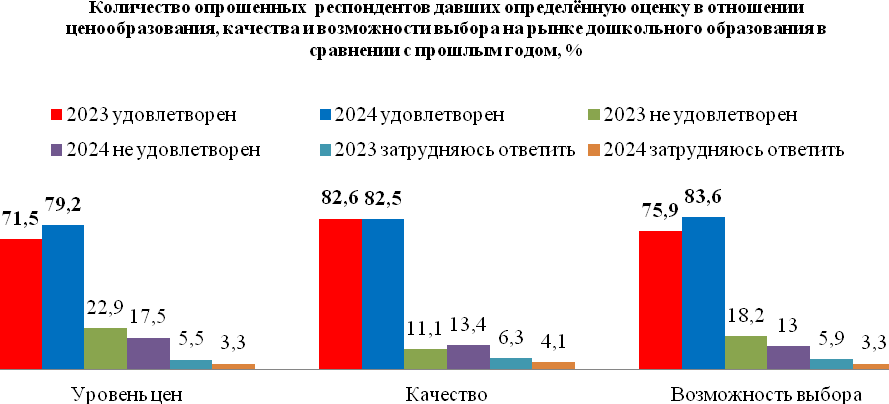 Количество опрошенных респондентов давших определённую оценку в отношении
ценообразования, качества и возможности выбора на рынке дошкольного образования в
сравнении с прошлым годом, %
2023 удовлетворен 2024 удовлетворен 2023 не удовлетворен
2024 не удовлетворен 2023 затрудняюсь ответить 2024 затрудняюсь ответить
71,5 79,2 22,9 17,5 5,5 3,3
82,6 82,5 11,1 13,4 6,3 4,1
75,9 83,6 18,2 13 5,9 3,3
Уровень цен Качество Возможность выбора